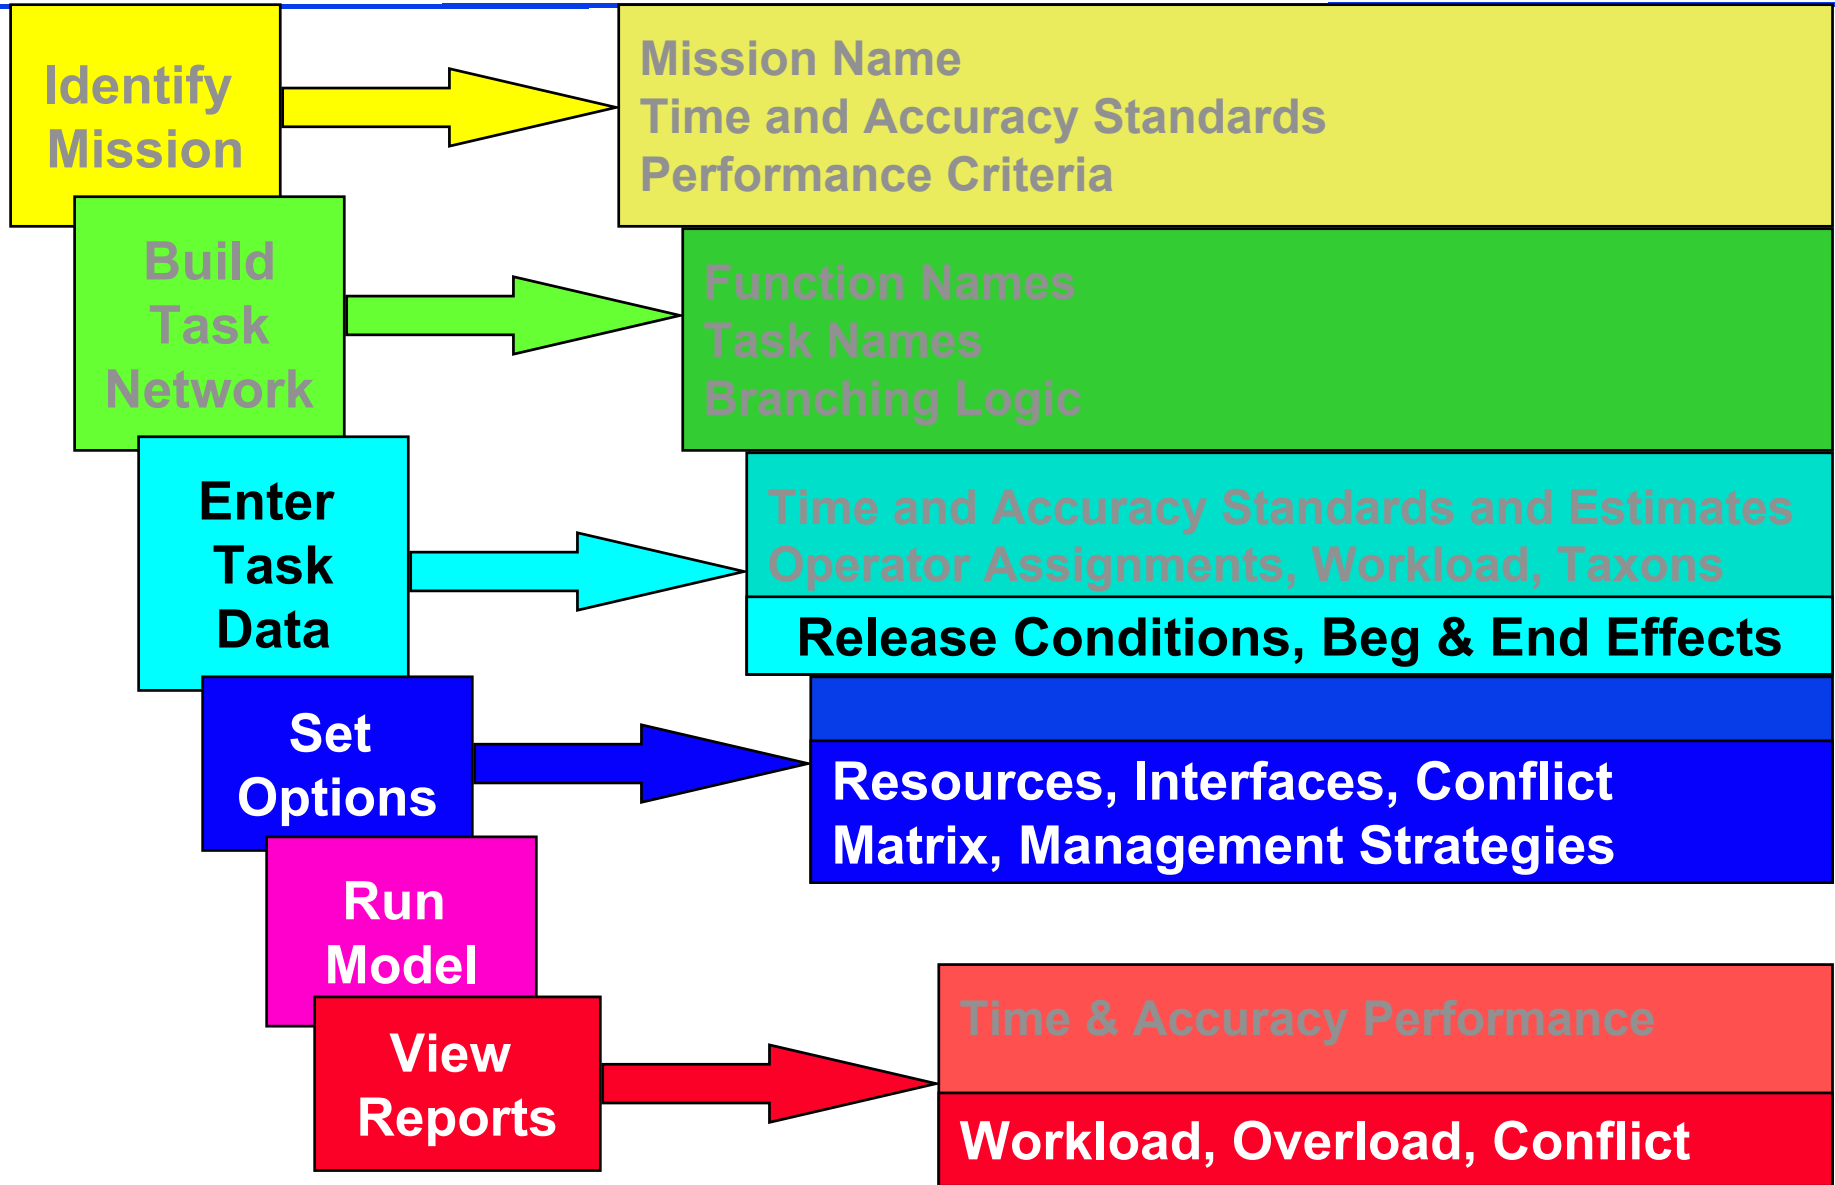 Identify
Mission
Mission Name
Time and Accuracy Standards
Performance Criteria
Build
Task
Network
Function Names
Task Names
Branching Logic
Enter
Task
Data
Time and Accuracy Standards and Estimates
Operator Assignments, Workload, Taxons
Release Conditions, Beg & End Effects
Set
Options
Resources, Interfaces, Conflict
Matrix, Management Strategies
Run
Model
View
Reports
Time & Accuracy Performance
Workload, Overload, Conflict